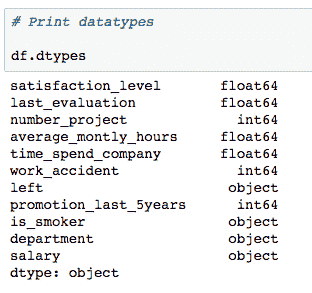 # Print datatypes
df.dtypes
satisfaction_level float64
last_evaluation float64
number_project int64
average_montly_hours float64
time_spend_company float64
work_accident int64
left object
promotion_last_5years int64
is_smoker object
department object
salary object
dtype: object